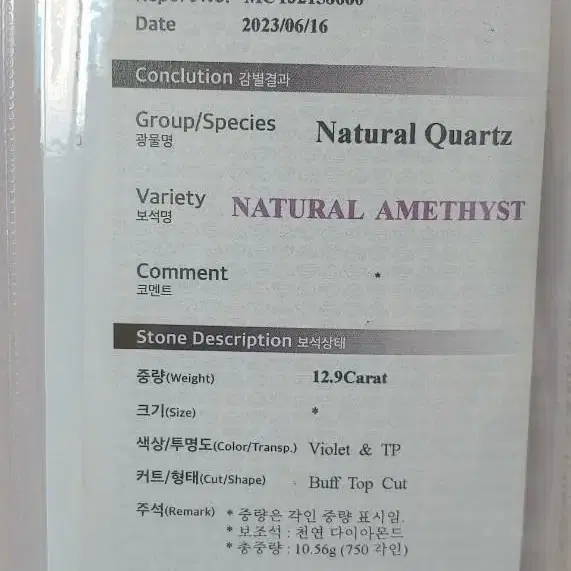 Date 2023/06/16
Conclution 감별결과
Group/Species Natural Quartz
광물명
Variety NATURAL AMETHYST
보석명
Comment *
코멘트
Stone Description 보석상태
중량(Weight) 12.9Carat
크기(Size) *
색상/투명도(Color/Transp.) Violet & TP
커트/형태(Cut/Shape) Buff Top Cut
주석(Remark) * 중량은 각인 중량 표시임.
* 보조석 : 천연 다이아몬드
* 총중량 : 10.56g (750 각인)